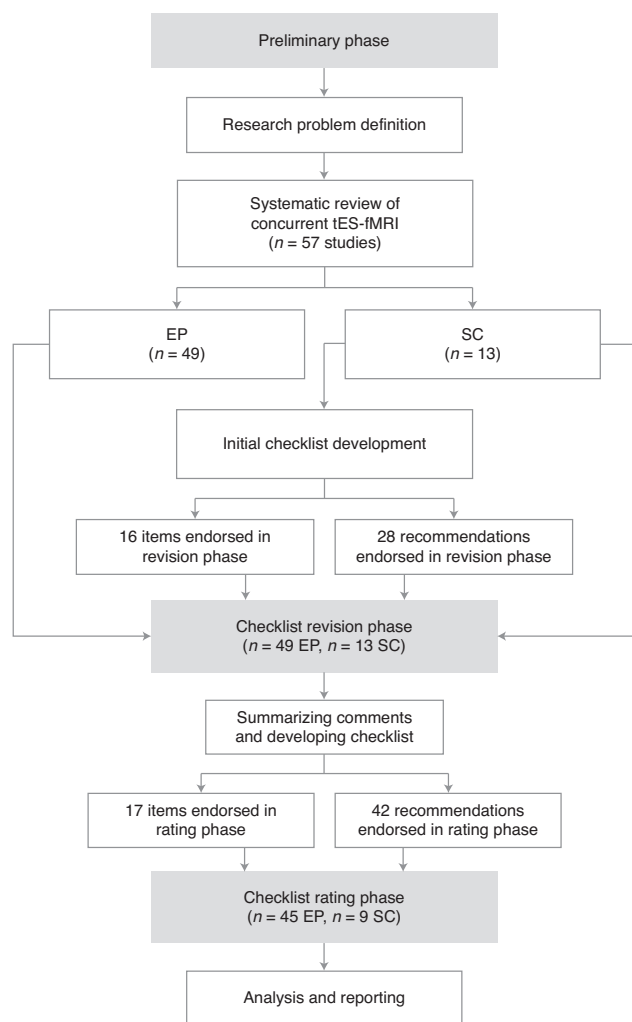 Preliminary phase
Research problem definition
Systematic review of
concurrent tES-fMRI
(n = 57 studies)
EP
(n = 49)
SC
(n = 13)
Initial checklist development
16 items endorsed in
revision phase
28 recommendations
endorsed in revision phase
Checklist revision phase
(n = 49 EP, n = 13 SC)
Summarizing comments
and developing checklist
17 items endorsed in
rating phase
42 recommendations
endorsed in rating phase
Checklist rating phase
(n = 45 EP, n = 9 SC)
Analysis and reporting